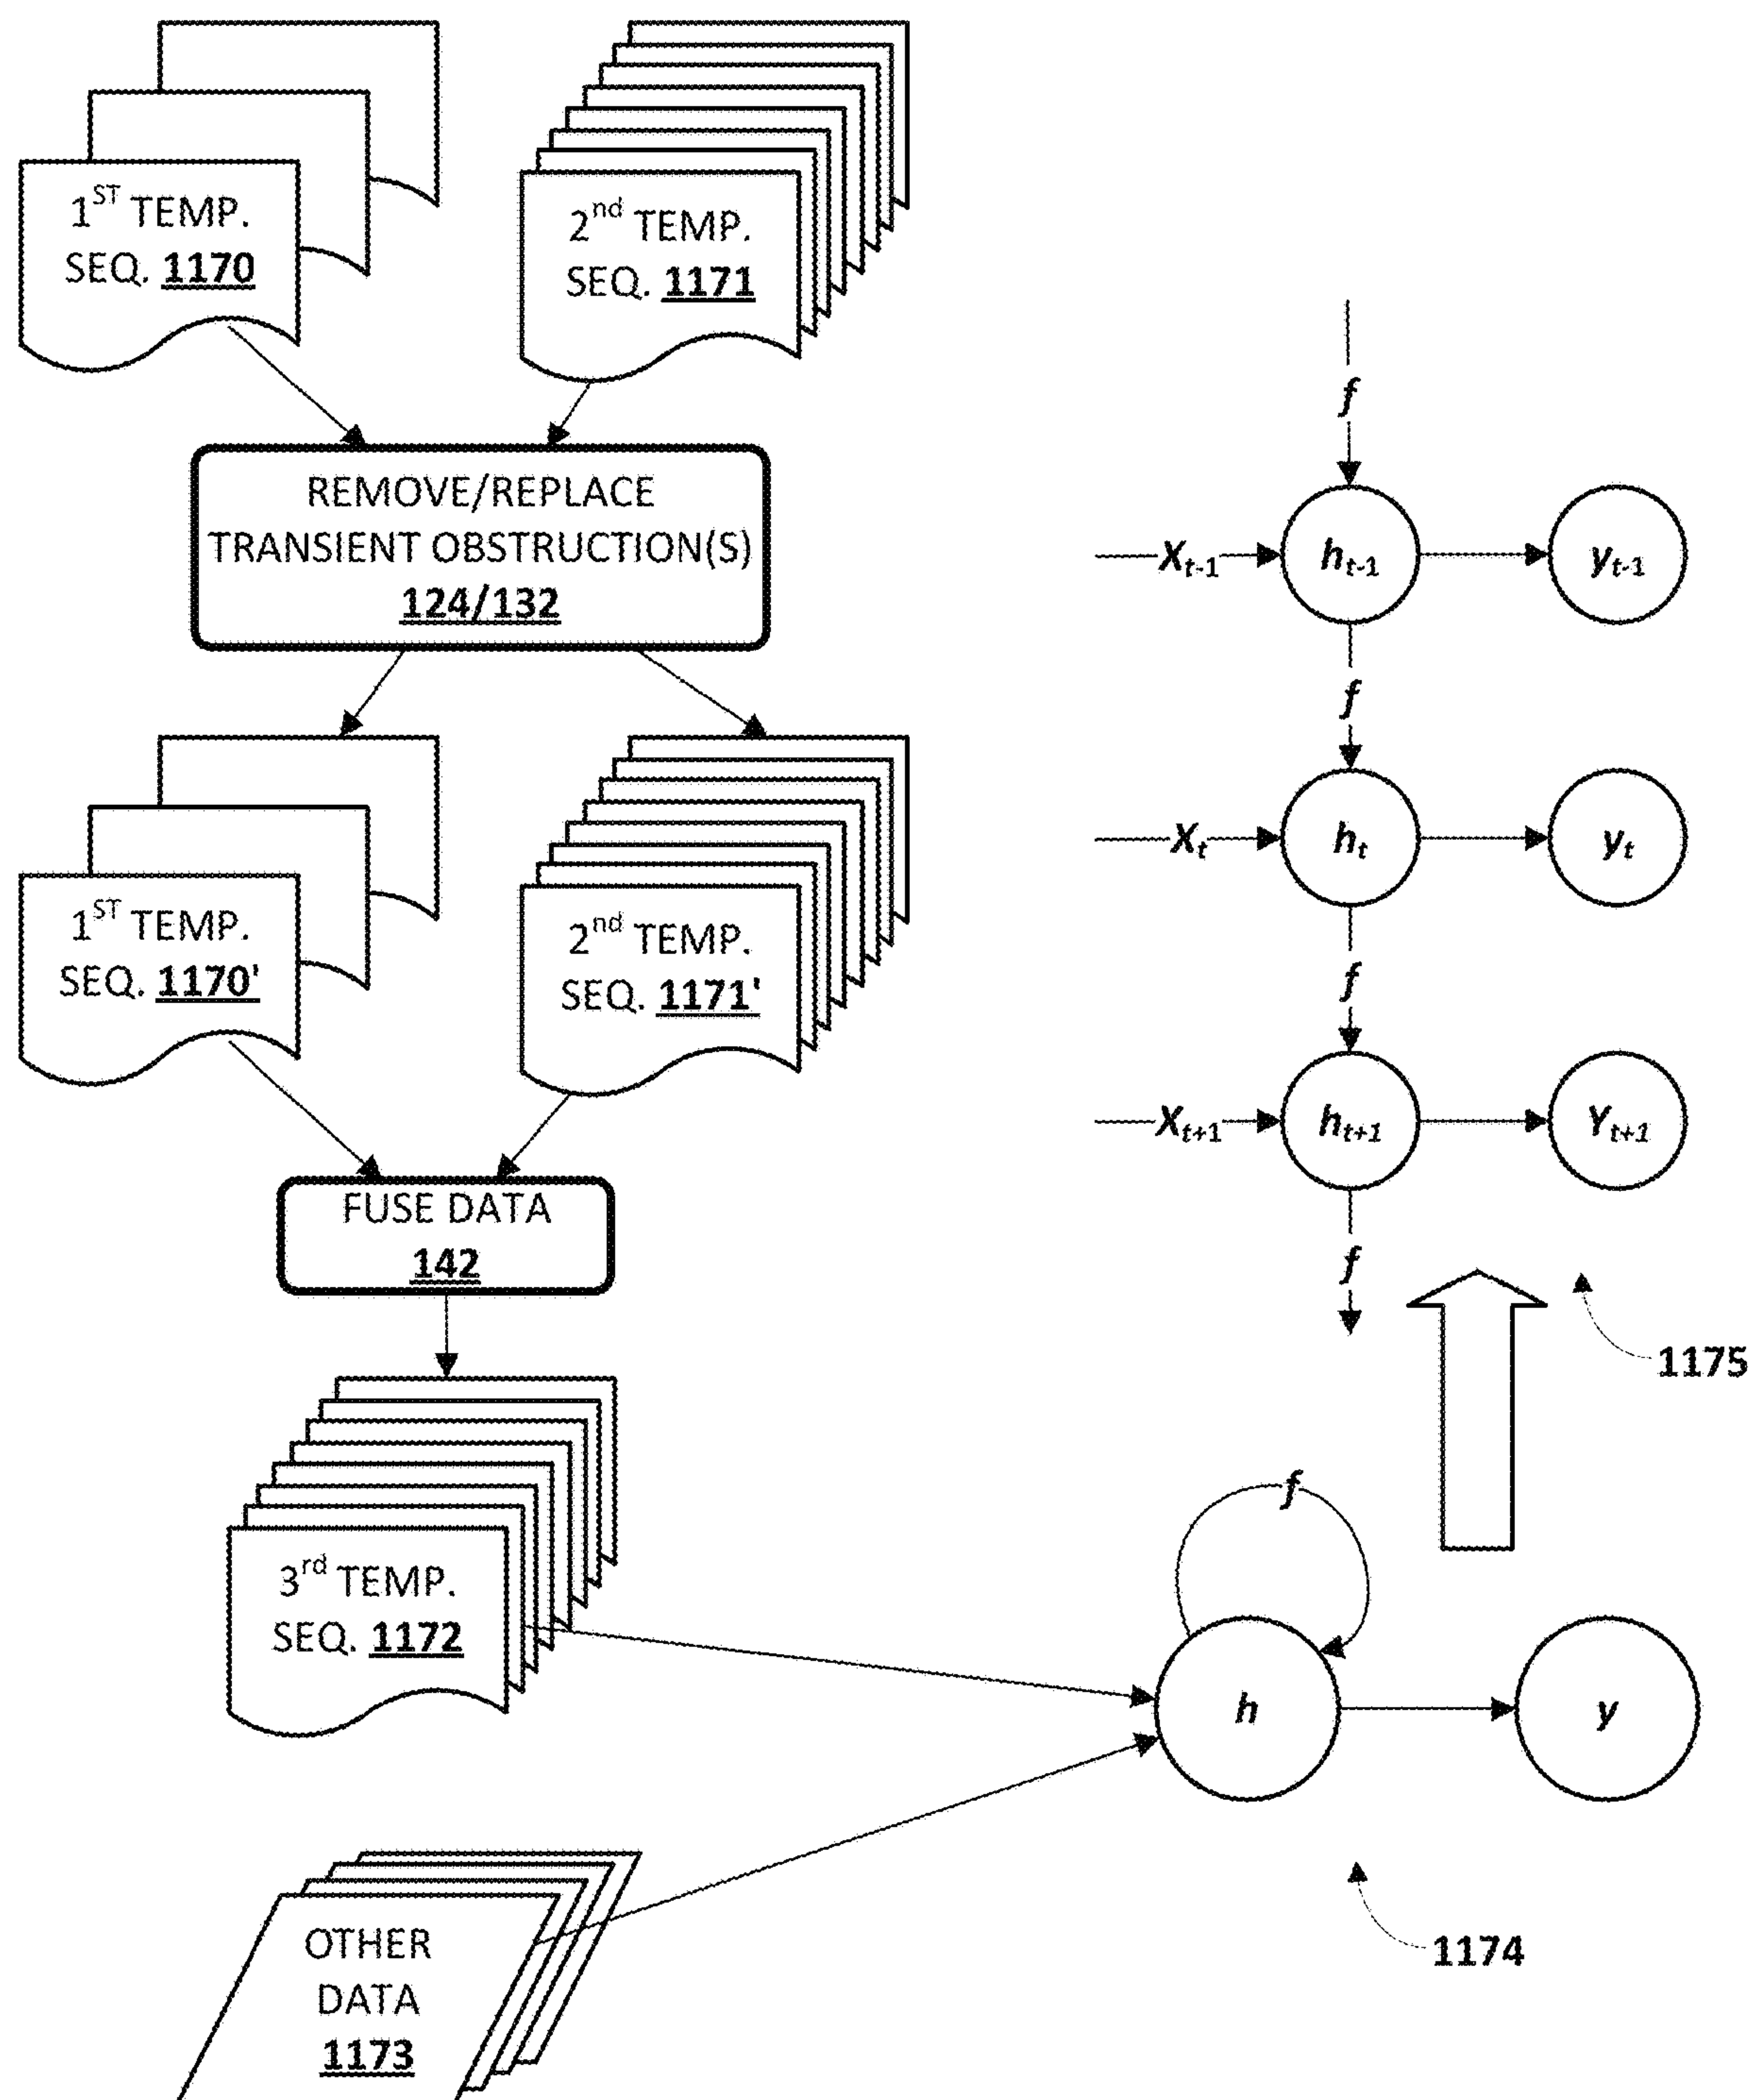 1ST TEMP.
SEQ. 1170
2nd TEMP.
SEQ. 1171
REMOVE/REPLACE
TRANSIENT OBSTRUCTION(S)
124/132
1ST TEMP.
SEQ. 1170'
2nd TEMP.
SEQ. 1171'
FUSE DATA
142
3rd TEMP.
SEQ. 1172
OTHER
DATA
1173
f
Xt-1 ht-1 yt-1
f
Xt ht yt
f
Xt+1 ht+1 Yt+1
f
1175
f
h y
1174